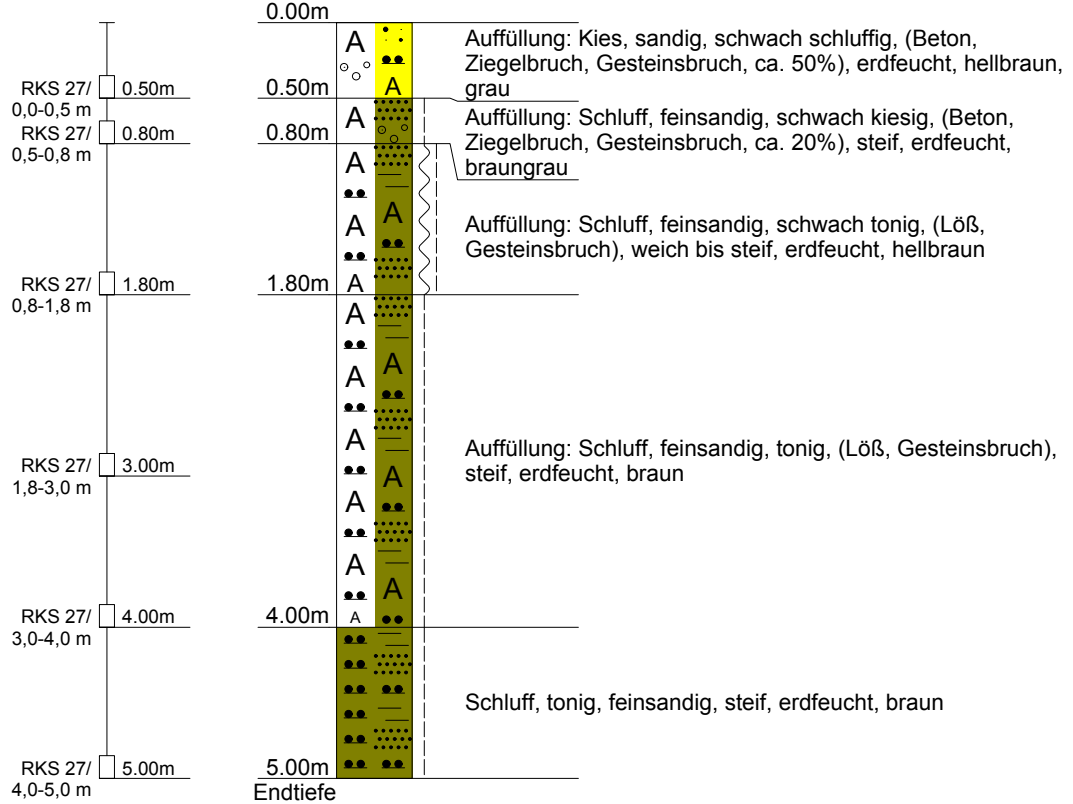 0.00m
A
A
Auffüllung: Kies, sandig, schwach schluffig, (Beton,
Ziegelbruch, Gesteinsbruch, ca. 50%), erdfeucht, hellbraun,
grau
RKS 27/
0,0-0,5 m
0.50m
0.50m
A
Auffüllung: Schluff, feinsandig, schwach kiesig, (Beton,
Ziegelbruch, Gesteinsbruch, ca. 20%), steif, erdfeucht,
braungrau
RKS 27/
0,5-0,8 m
0.80m
0.80m
A
A
A
A
Auffüllung: Schluff, feinsandig, schwach tonig, (Löß,
Gesteinsbruch), weich bis steif, erdfeucht, hellbraun
RKS 27/
0,8-1,8 m
1.80m
1.80m
A
A
A
A
A
A
A
A
A
Auffüllung: Schluff, feinsandig, tonig, (Löß, Gesteinsbruch),
steif, erdfeucht, braun
RKS 27/
1,8-3,0 m
3.00m
RKS 27/
3,0-4,0 m
4.00m
4.00m
Schluff, tonig, feinsandig, steif, erdfeucht, braun
RKS 27/
4,0-5,0 m
5.00m
5.00m
Endtiefe